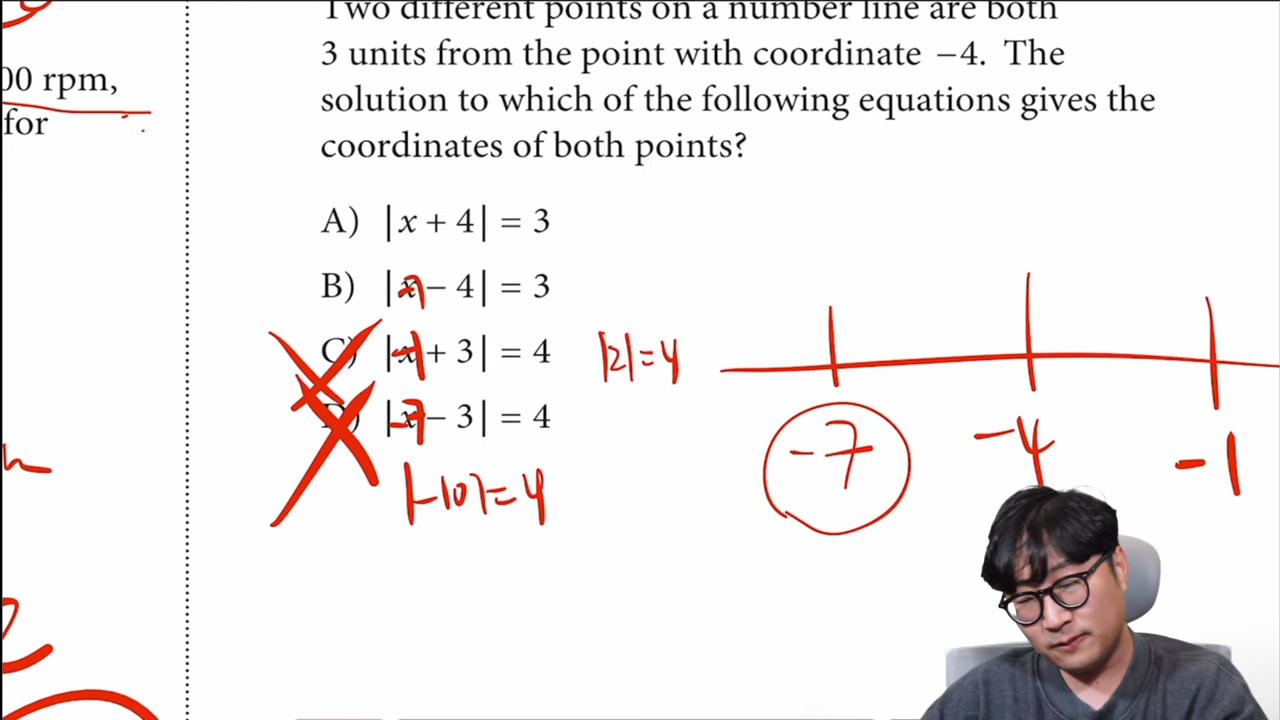 00 rpm,
for
Two different points on a number line are both
3 units from the point with coordinate −4. The
solution to which of the following equations gives the
coordinates of both points?
A) |x + 4| = 3
B) |x − 4| = 3
C) |x + 3| = 4
|2|=4
D) |x − 3| = 4
|-10|=4
-7
-4
-1